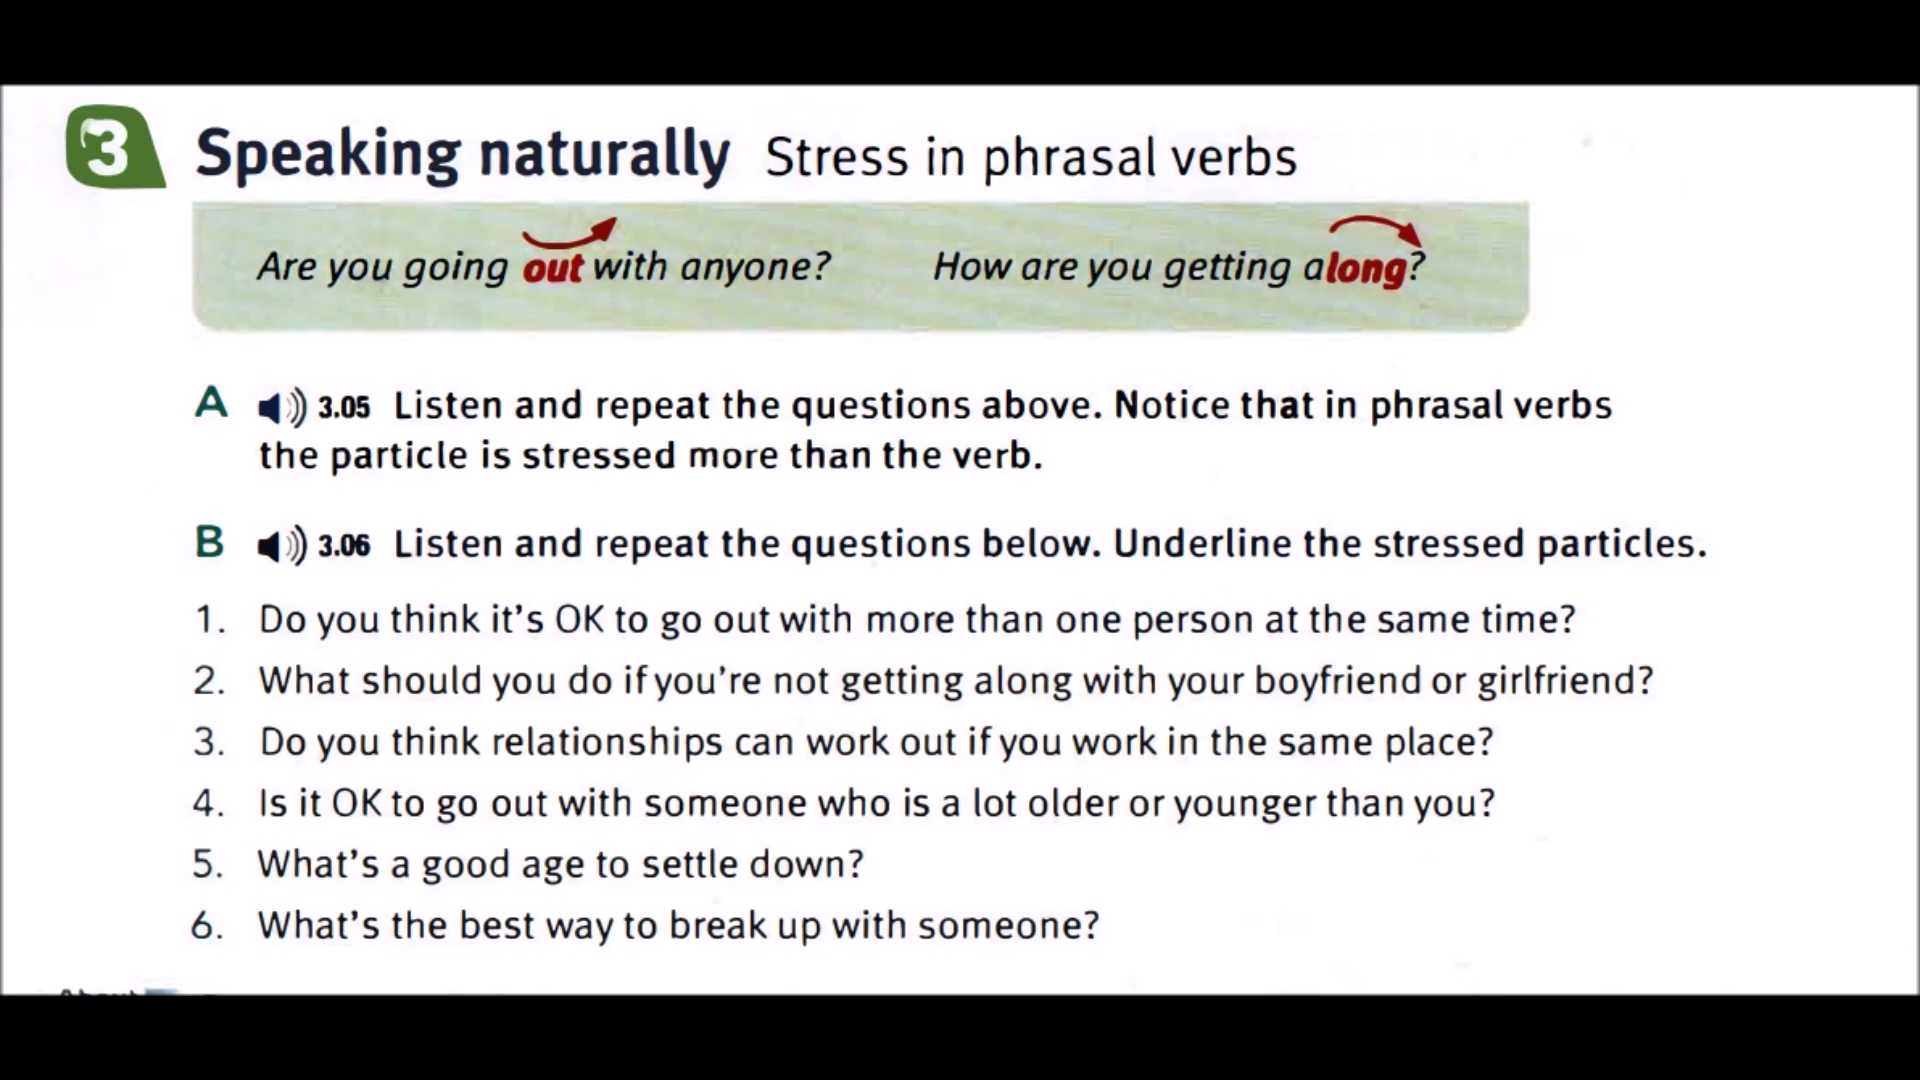 3 Speaking naturally Stress in phrasal verbs
Are you going out with anyone? How are you getting along?
A 3.05 Listen and repeat the questions above. Notice that in phrasal verbs
the particle is stressed more than the verb.
B 3.06 Listen and repeat the questions below. Underline the stressed particles.
1. Do you think it's OK to go out with more than one person at the same time?
2. What should you do if you're not getting along with your boyfriend or girlfriend?
3. Do you think relationships can work out if you work in the same place?
4. Is it OK to go out with someone who is a lot older or younger than you?
5. What's a good age to settle down?
6. What's the best way to break up with someone?